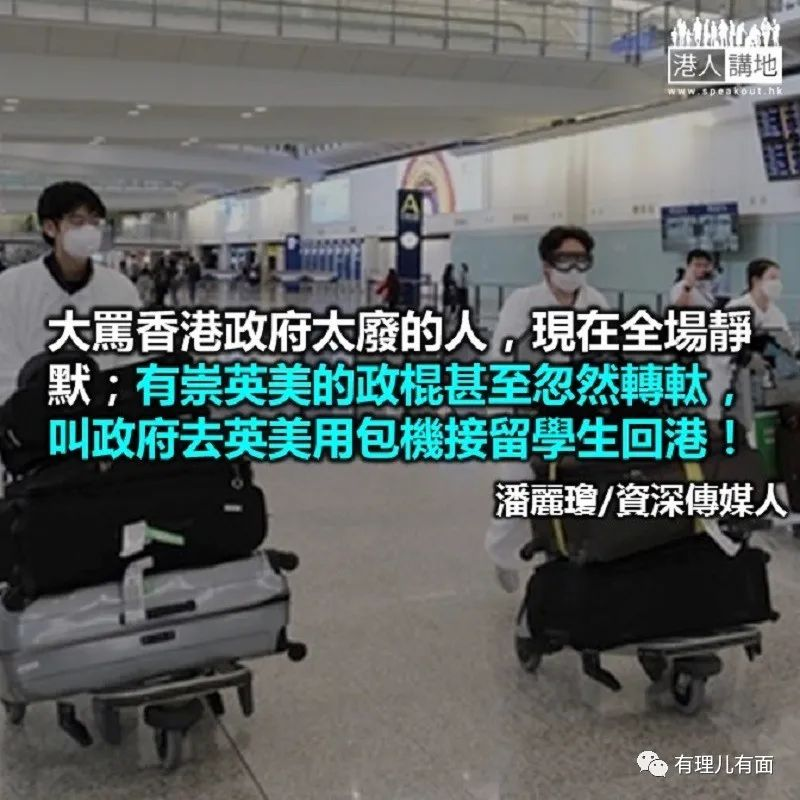 港人講地
www.speakout.hk
A
大罵香港政府太廢的人，現在全場靜
默；有崇英美的政棍甚至忽然轉軚，
叫政府去英美用包機接留學生回港！
潘麗瓊/資深傳媒人
有理儿有面